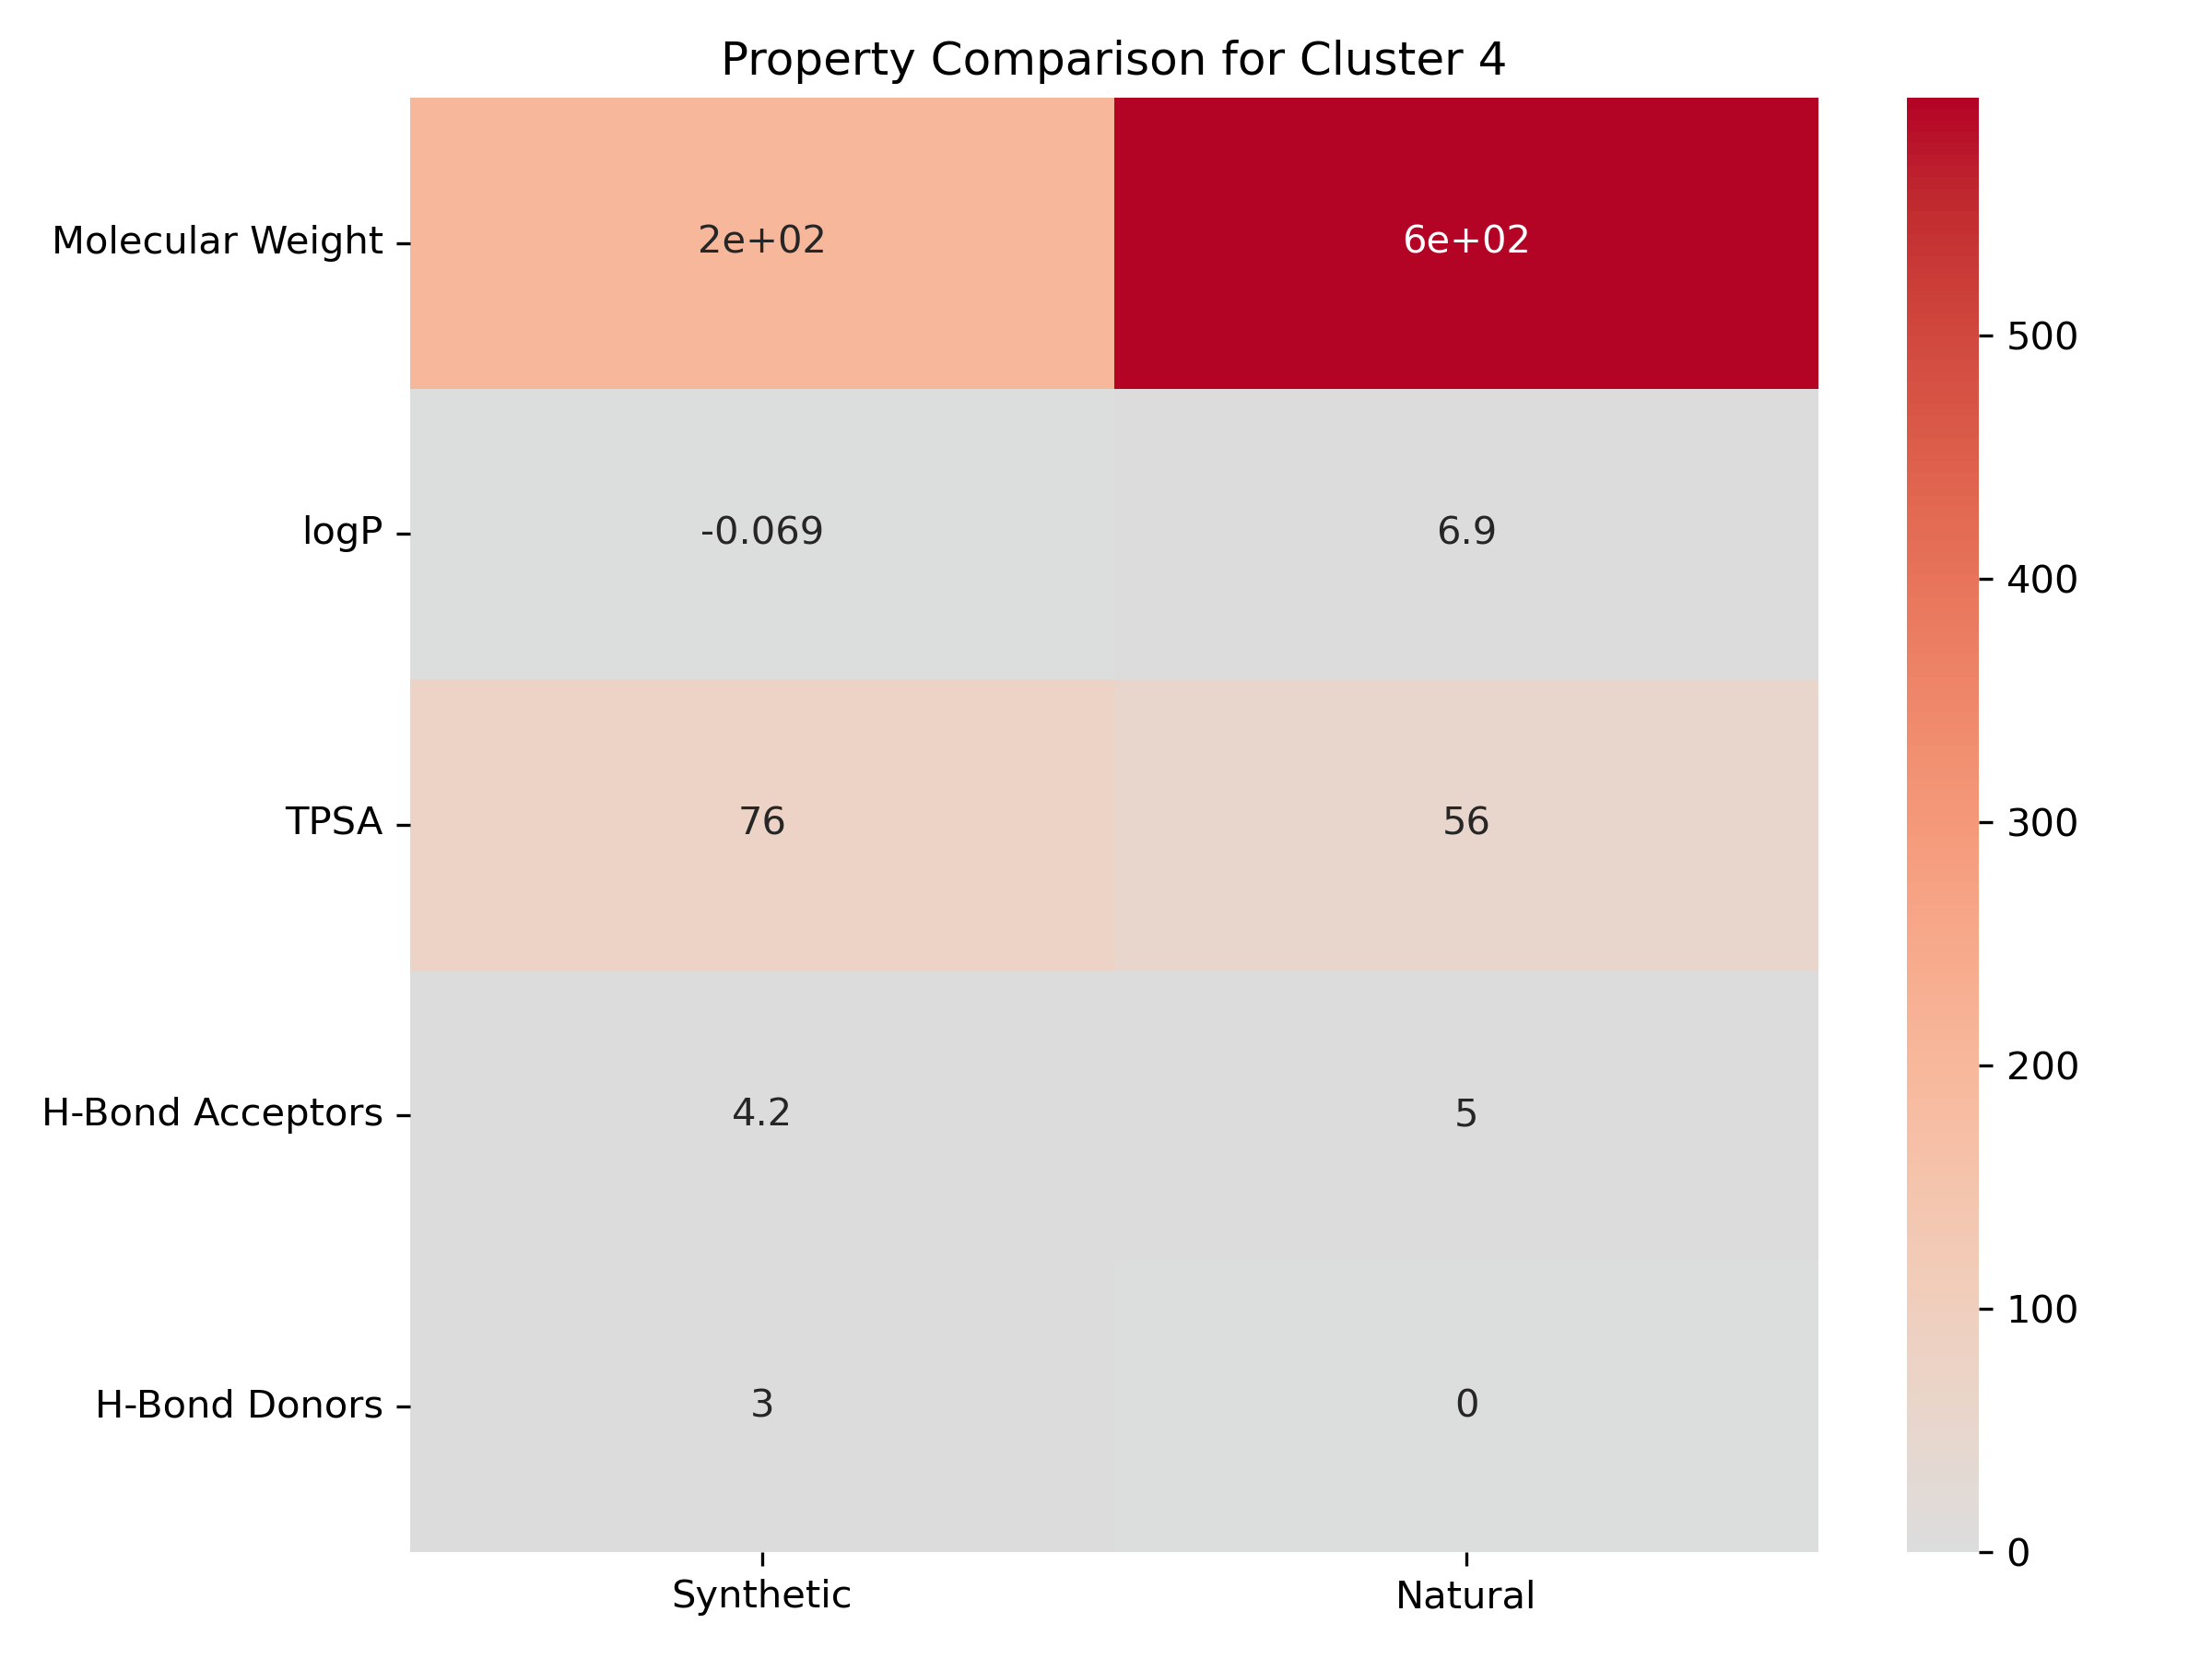 Property Comparison for Cluster 4
Molecular Weight 2e+02 6e+02
logP -0.069 6.9
TPSA 76 56
H-Bond Acceptors 4.2 5
H-Bond Donors 3 0
Synthetic Natural
500
400
300
200
100
0